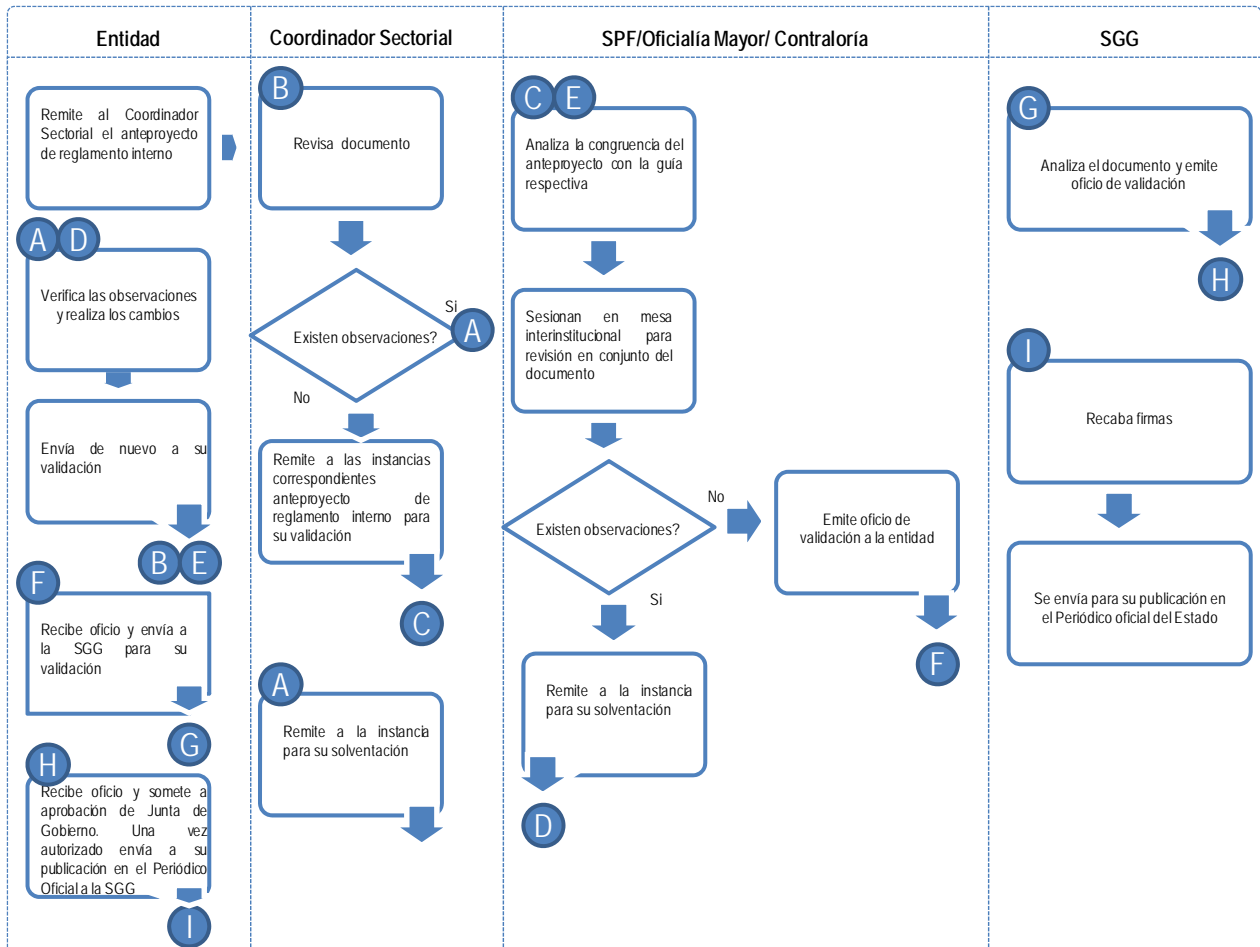 Entidad
Coordinador Sectorial
SPF/Oficialía Mayor/ Contraloría
SGG
Remite al Coordinador
Sectorial el anteproyecto
de reglamento interno
A
D
Verifica las observaciones
y realiza los cambios
Envía de nuevo a su
validación
B
E
F
Recibe oficio y envía a
la SGG para su
validación
G
H
Recibe oficio y somete a
aprobación de Junta de
Gobierno. Una vez
autorizado envía a su
publicación en el Periódico
Oficial a la SGG
I
B
Revisa documento
Existen observaciones?
Si
A
No
Remite a las instancias
correspondientes
anteproyecto de
reglamento interno para
su validación
C
A
Remite a la instancia
para su solventación
C
E
Analiza la congruencia del
anteproyecto con la guía
respectiva
Sesionan en mesa
interinstitucional para
revisión en conjunto del
documento
Existen observaciones?
No
Si
Emite oficio de
validación a la entidad
F
Remite a la instancia
para su solventación
D
G
Analiza el documento y emite
oficio de validación
H
I
Recaba firmas
Se envía para su publicación en
el Periódico oficial del Estado